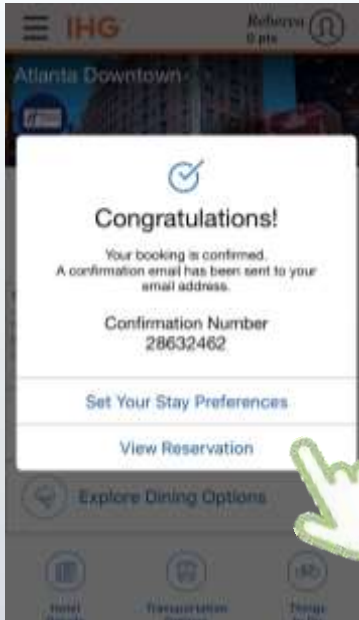 IHG
Rebecca
0 pts
Atlanta Downtown
Congratulations!
Your booking is confirmed.
A confirmation email has been sent to your
email address.
Confirmation Number
28632462
Set Your Stay Preferences
View Reservation
Explore Dining Options
Hotel
Transportation
Things